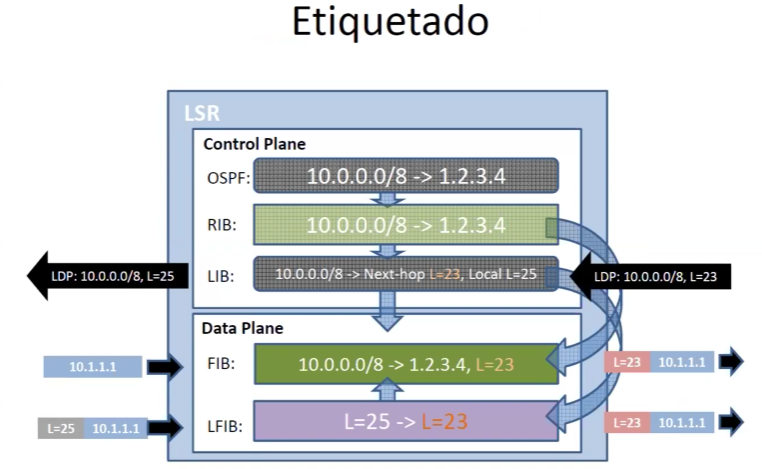 Etiquetado
LSR
Control Plane
OSPF: 10.0.0.0/8 -> 1.2.3.4
RIB: 10.0.0.0/8 -> 1.2.3.4
LDP: 10.0.0.0/8, L=25
LIB: 10.0.0.0/8 -> Next-hop L=23, Local L=25
LDP: 10.0.0.0/8, L=23
Data Plane
10.1.1.1
FIB: 10.0.0.0/8 -> 1.2.3.4, L=23
L=23 10.1.1.1
L=25 10.1.1.1
LFIB: L=25 -> L=23
L=23 10.1.1.1